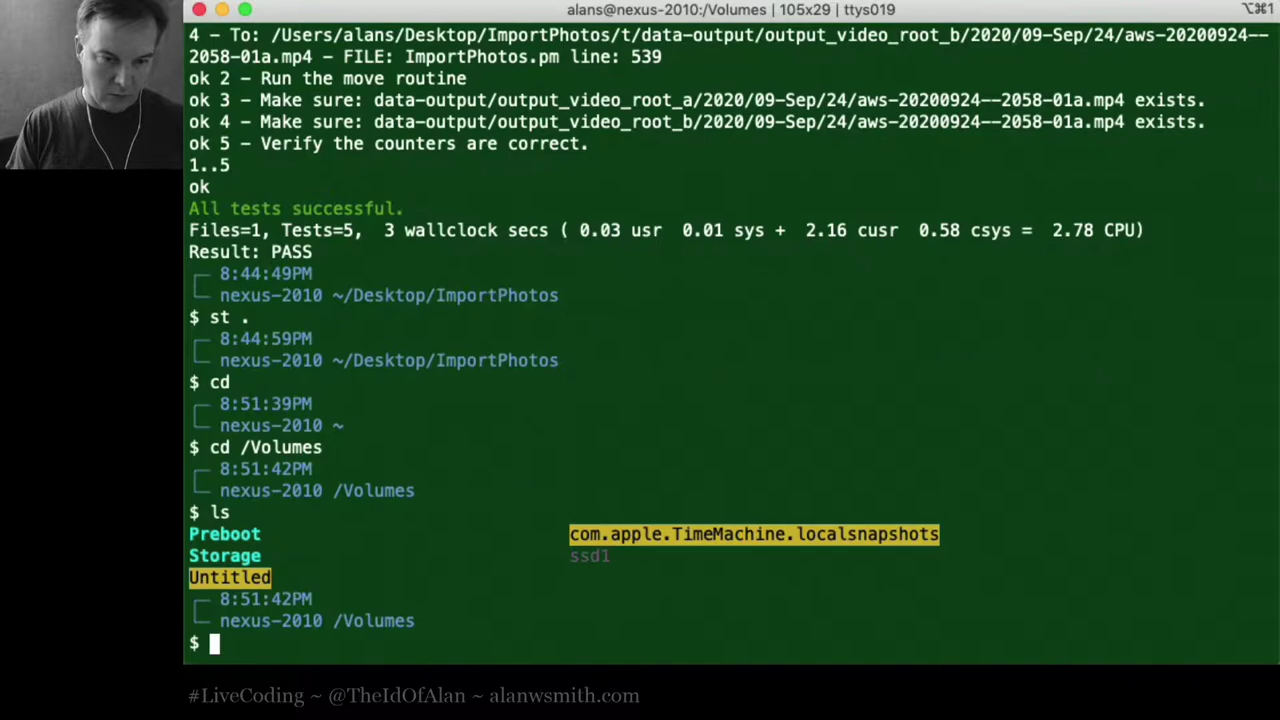 alans@nexus-2010:/Volumes | 105x29 | ttys019
⌥⌘1
4 - To: /Users/alans/Desktop/ImportPhotos/t/data-output/output_video_root_b/2020/09-Sep/24/aws-20200924--
2058-01a.mp4 - FILE: ImportPhotos.pm line: 539
ok 2 - Run the move routine
ok 3 - Make sure: data-output/output_video_root_a/2020/09-Sep/24/aws-20200924--2058-01a.mp4 exists.
ok 4 - Make sure: data-output/output_video_root_b/2020/09-Sep/24/aws-20200924--2058-01a.mp4 exists.
ok 5 - Verify the counters are correct.
1..5
ok
All tests successful.
Files=1, Tests=5,  3 wallclock secs ( 0.03 usr  0.01 sys +  2.16 cusr  0.58 csys =  2.78 CPU)
Result: PASS
8:44:49PM
nexus-2010 ~/Desktop/ImportPhotos
$ st .
8:44:59PM
nexus-2010 ~/Desktop/ImportPhotos
$ cd
8:51:39PM
nexus-2010 ~
$ cd /Volumes
8:51:42PM
nexus-2010 /Volumes
$ ls
Preboot com.apple.TimeMachine.localsnapshots
Storage ssd1
Untitled
8:51:42PM
nexus-2010 /Volumes
$
#LiveCoding ~ @TheIdOfAlan ~ alanwsmith.com